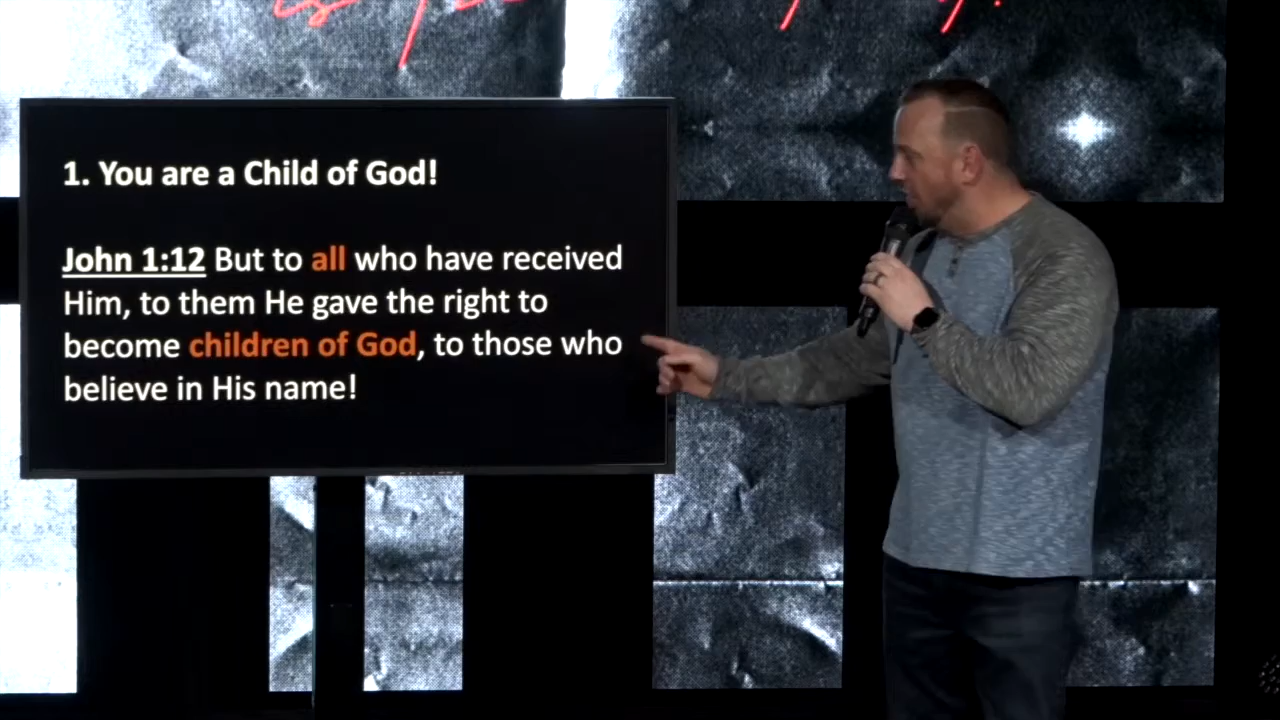 is
1. You are a Child of God!
John 1:12 But to all who have received
Him, to them He gave the right to
become children of God, to those who
believe in His name!